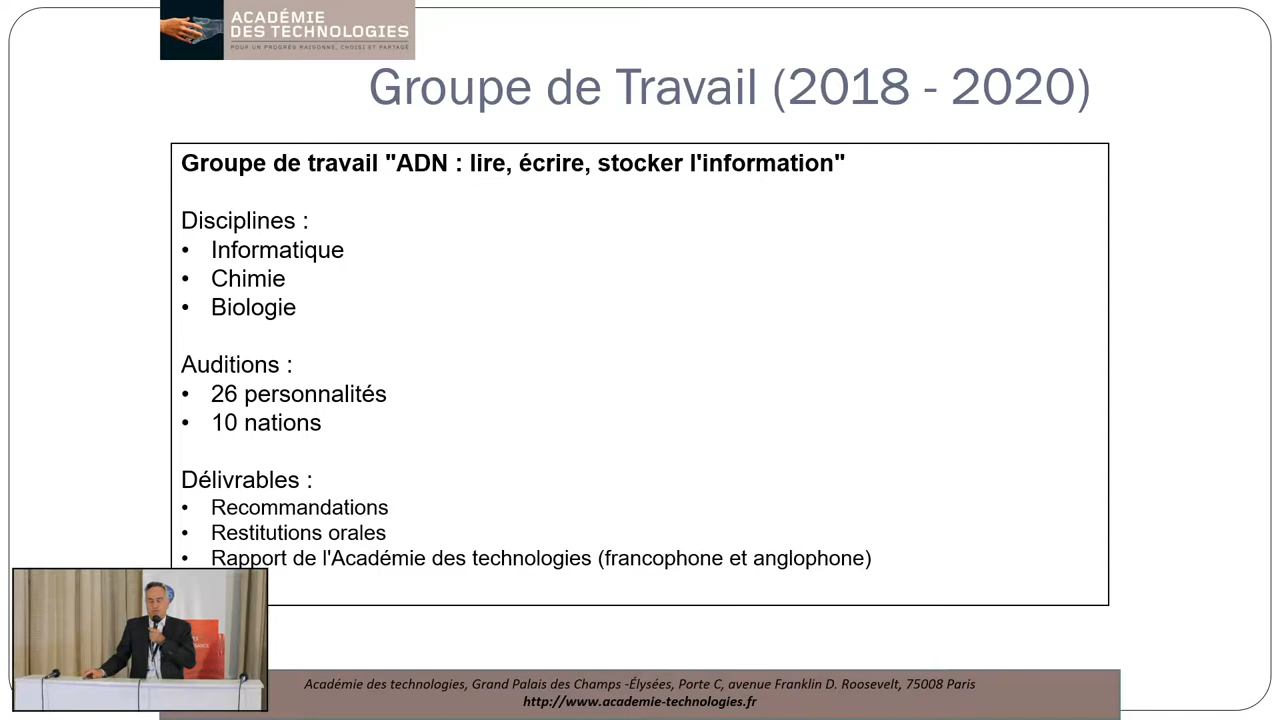 ACADÉMIE
DES TECHNOLOGIES
POUR UN PROGRÈS RAISONNÉ, CHOISI ET PARTAGÉ
Groupe de Travail (2018 - 2020)
Groupe de travail "ADN : lire, écrire, stocker l'information"
Disciplines :
• Informatique
• Chimie
• Biologie
Auditions :
• 26 personnalités
• 10 nations
Délivrables :
• Recommandations
• Restitutions orales
• Rapport de l'Académie des technologies (francophone et anglophone)
Académie des technologies, Grand Palais des Champs -Élysées, Porte C, avenue Franklin D. Roosevelt, 75008 Paris
http://www.academie-technologies.fr